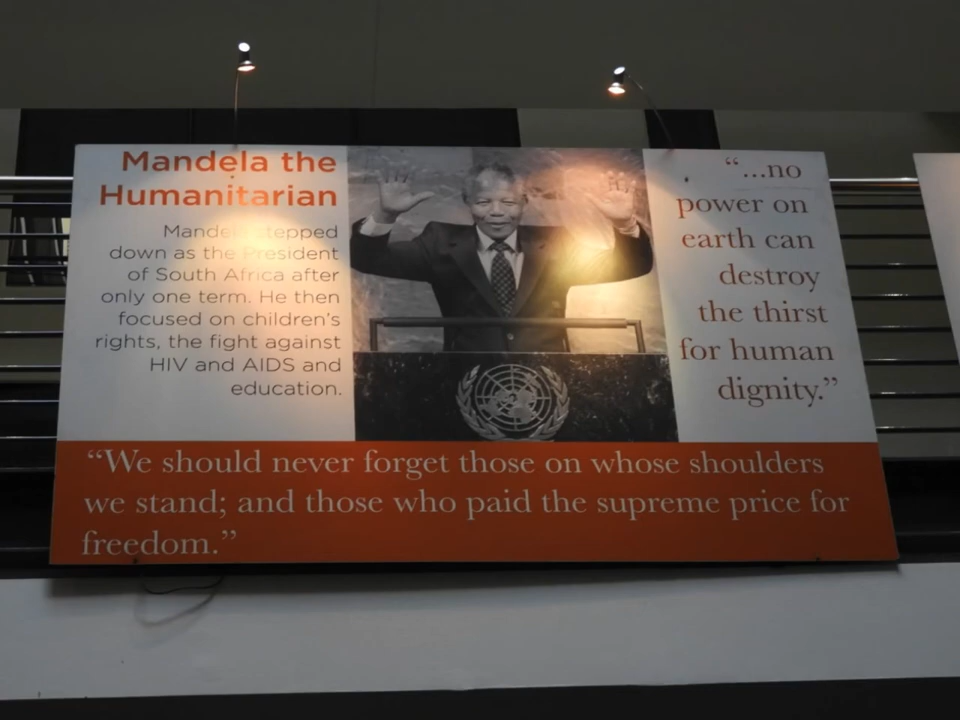 Mandela the
Humanitarian
Mandela stepped
down as the President
of South Africa after
only one term. He then
focused on children's
rights, the fight against
HIV and AIDS and
education.
“...no
power on
earth can
destroy
the thirst
for human
dignity.”
“We should never forget those on whose shoulders
we stand; and those who paid the supreme price for
freedom.”